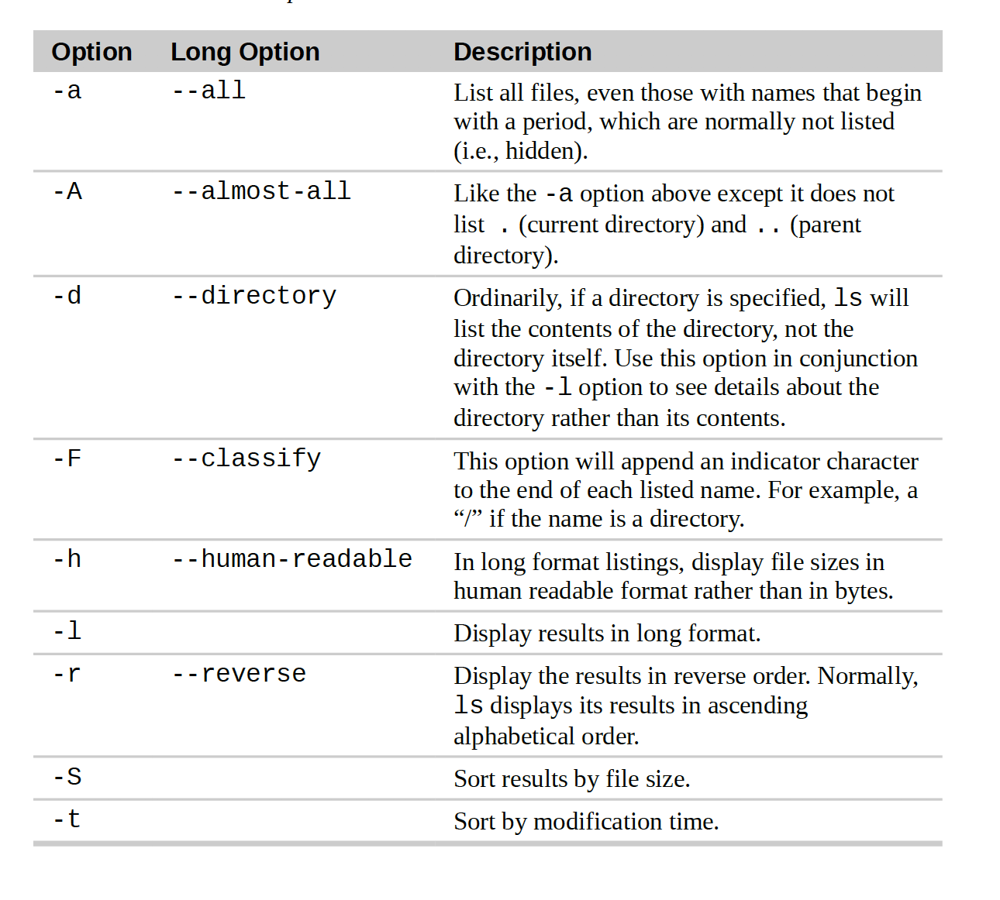 Option Long Option Description
-a --all List all files, even those with names that begin
with a period, which are normally not listed
(i.e., hidden).
-A --almost-all Like the -a option above except it does not
list . (current directory) and .. (parent
directory).
-d --directory Ordinarily, if a directory is specified, ls will
list the contents of the directory, not the
directory itself. Use this option in conjunction
with the -l option to see details about the
directory rather than its contents.
-F --classify This option will append an indicator character
to the end of each listed name. For example, a
“/” if the name is a directory.
-h --human-readable In long format listings, display file sizes in
human readable format rather than in bytes.
-l Display results in long format.
-r --reverse Display the results in reverse order. Normally,
ls displays its results in ascending
alphabetical order.
-S Sort results by file size.
-t Sort by modification time.